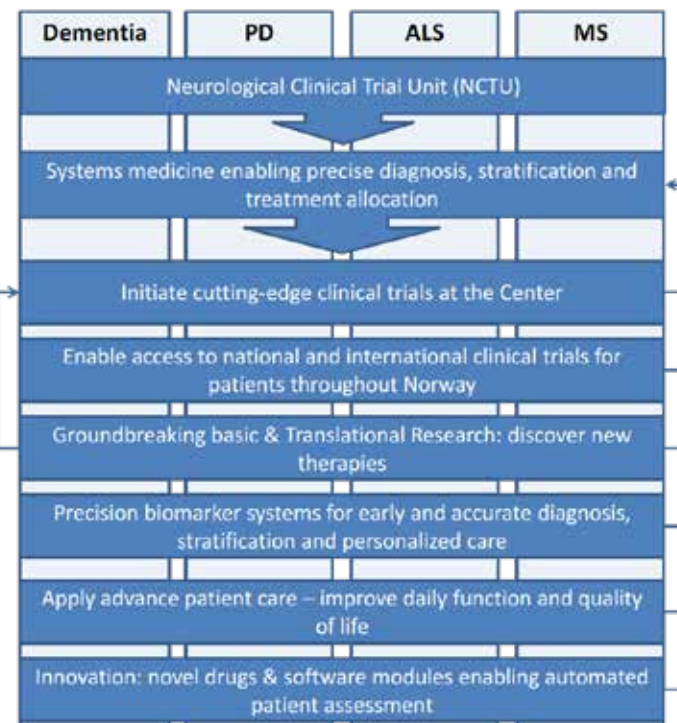 Dementia PD ALS MS
Neurological Clinical Trial Unit (NCTU)
Systems medicine enabling precise diagnosis, stratification and
treatment allocation
Initiate cutting-edge clinical trials at the Center
Enable access to national and international clinical trials for
patients throughout Norway
Groundbreaking basic & Translational Research: discover new
therapies
Precision biomarker systems for early and accurate diagnosis,
stratification and personalized care
Apply advance patient care – improve daily function and quality
of life
Innovation: novel drugs & software modules enabling automated
patient assessment